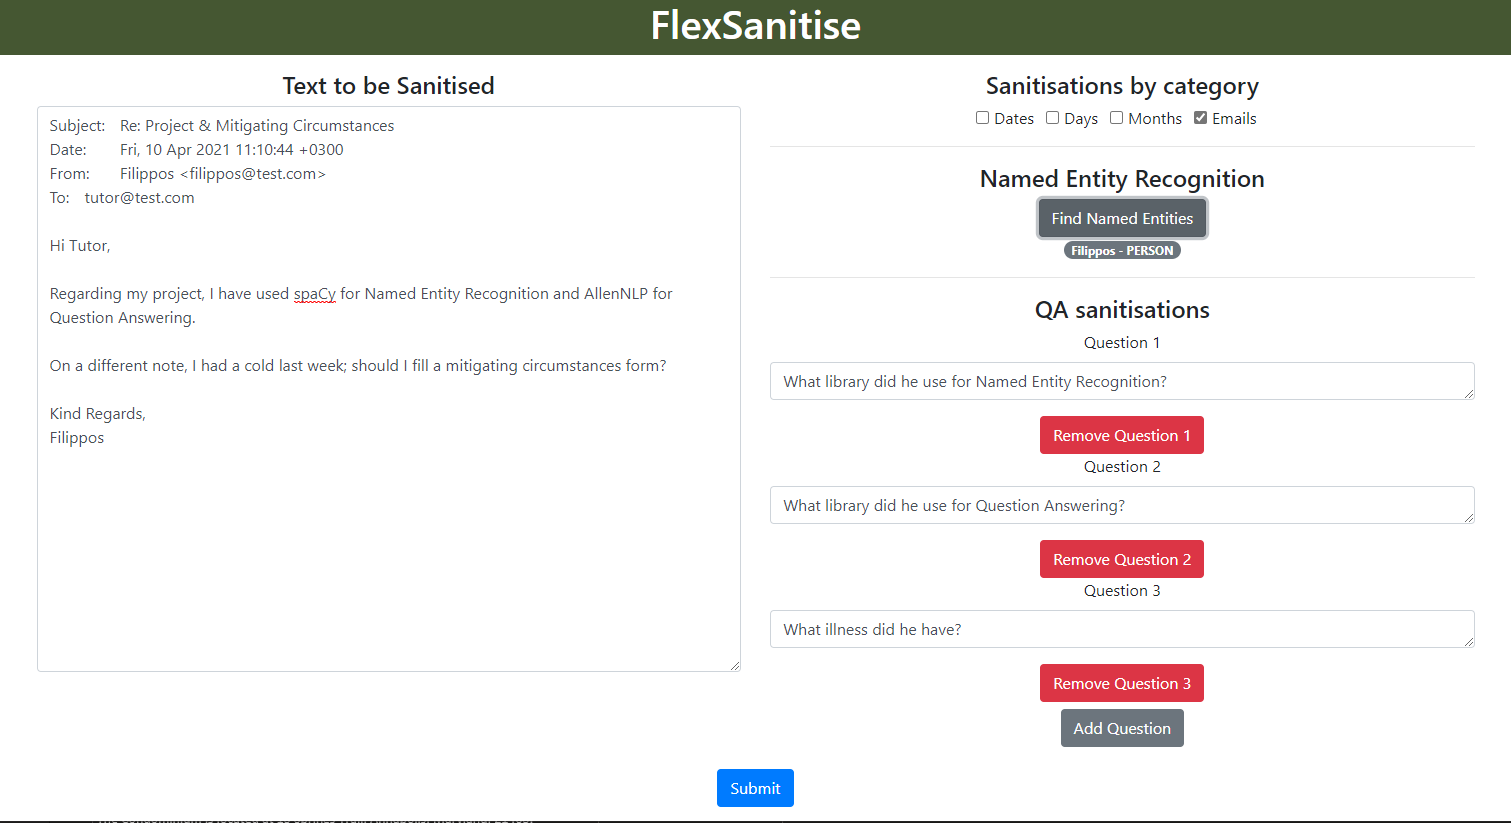 FlexSanitise
Text to be Sanitised
Subject: Re: Project & Mitigating Circumstances
Date: Fri, 10 Apr 2021 11:10:44 +0300
From: Filippos <filippos@test.com>
To: tutor@test.com
Hi Tutor,
Regarding my project, I have used spaCy for Named Entity Recognition and AllenNLP for
Question Answering.
On a different note, I had a cold last week; should I fill a mitigating circumstances form?
Kind Regards,
Filippos
Sanitisations by category
Dates Days Months Emails
Named Entity Recognition
Find Named Entities
Filippos - PERSON
QA sanitisations
Question 1
What library did he use for Named Entity Recognition?
Remove Question 1
Question 2
What library did he use for Question Answering?
Remove Question 2
Question 3
What illness did he have?
Remove Question 3
Add Question
Submit